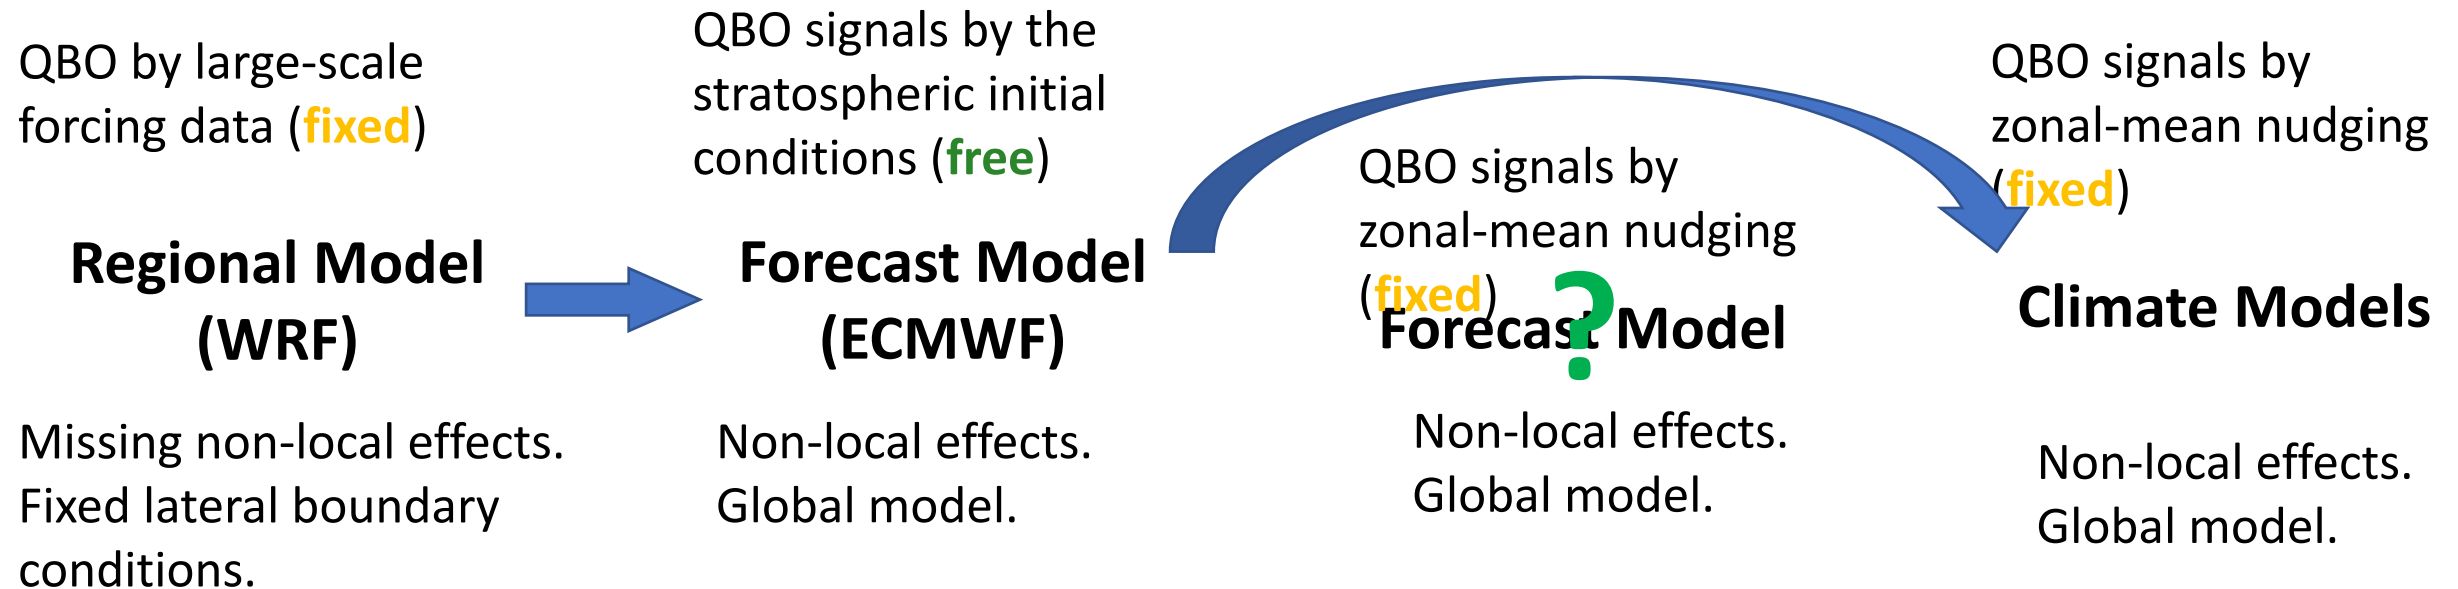 QBO by large-scale
forcing data (fixed)
Regional Model
(WRF)
Missing non-local effects.
Fixed lateral boundary
conditions.
QBO signals by the
stratospheric initial
conditions (free)
Forecast Model
(ECMWF)
Non-local effects.
Global model.
QBO signals by
zonal-mean nudging
(fixed)
?
Forecast Model
Non-local effects.
Global model.
QBO signals by
zonal-mean nudging
(fixed)
Climate Models
Non-local effects.
Global model.